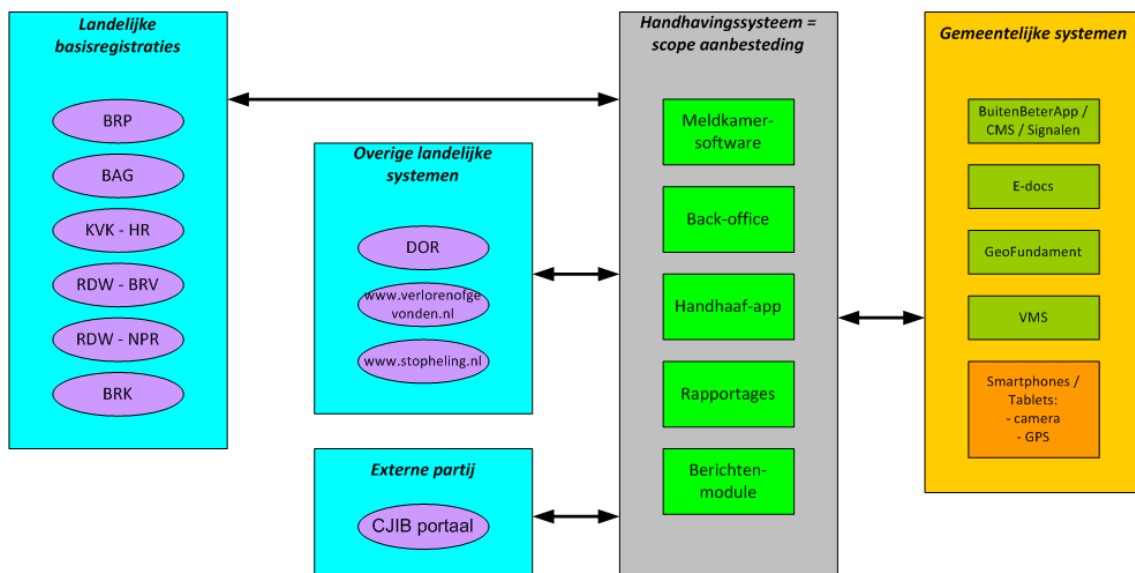 Landelijke
basisregistraties
BRP
BAG
KVK - HR
RDW - BRV
RDW - NPR
BRK
Overige landelijke
systemen
DOR
www.verlorenofge
vonden.nl
www.stopheling.nl
Externe partij
CJIB portaal
Handhavingssysteem =
scope aanbesteding
Meldkamer-
software
Back-office
Handhaaf-app
Rapportages
Berichten-
module
Gemeentelijke systemen
BuitenBeterApp /
CMS / Signalen
E-docs
GeoFundament
VMS
Smartphones /
Tablets:
- camera
- GPS